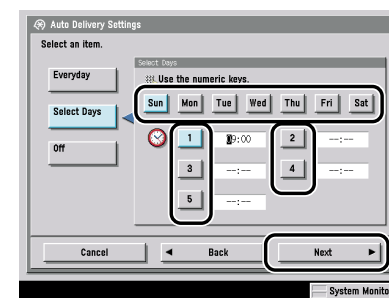 Auto Delivery Settings
Select an item.
Select Days
Everyday
Use the numeric keys.
Sun Mon Tue Wed Thu Fri Sat
Select Days
1 09:00 2 --:--
Off
3 --:-- 4 --:--
5 --:--
Cancel ◄ Back Next ►
System Monito